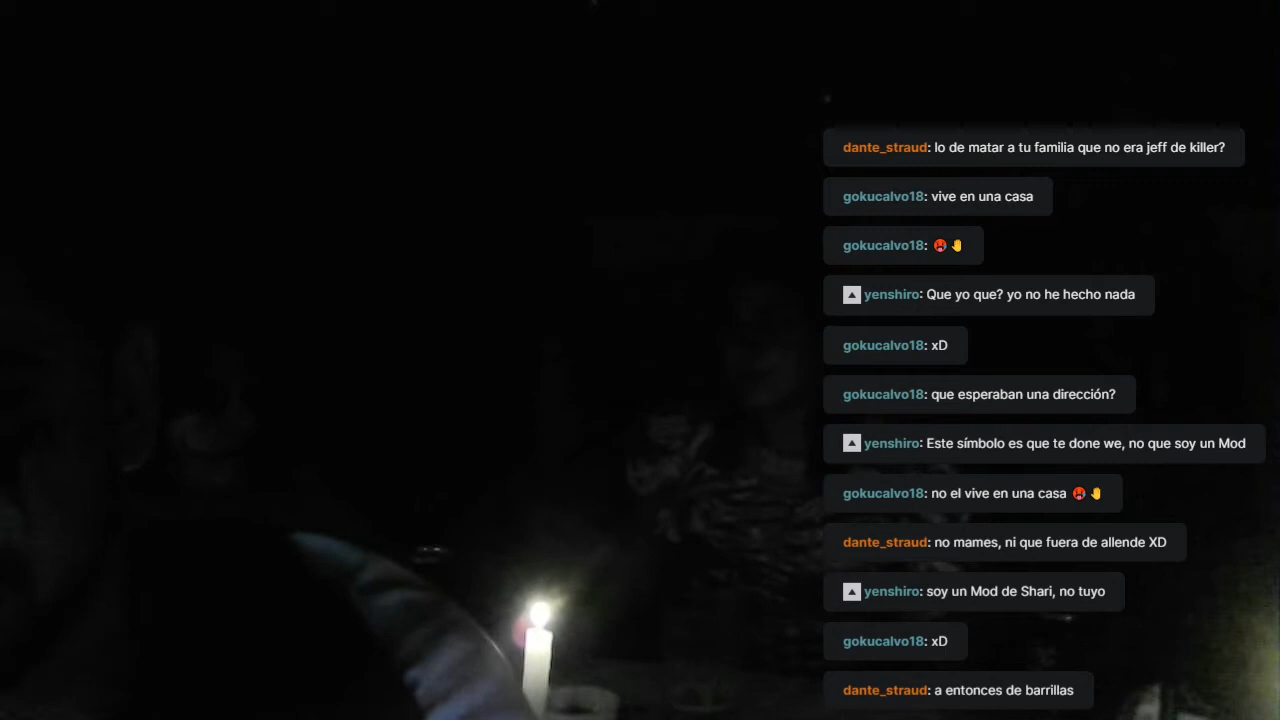 dante_straud: lo de matar a tu familia que no era jeff de killer?
gokucalvo18: vive en una casa
gokucalvo18: 🥵🤚
yenshiro: Que yo que? yo no he hecho nada
gokucalvo18: xD
gokucalvo18: que esperaban una dirección?
yenshiro: Este símbolo es que te done we, no que soy un Mod
gokucalvo18: no el vive en una casa 🥵🤚
dante_straud: no mames, ni que fuera de allende XD
yenshiro: soy un Mod de Shari, no tuyo
gokucalvo18: xD
dante_straud: a entonces de barrillas